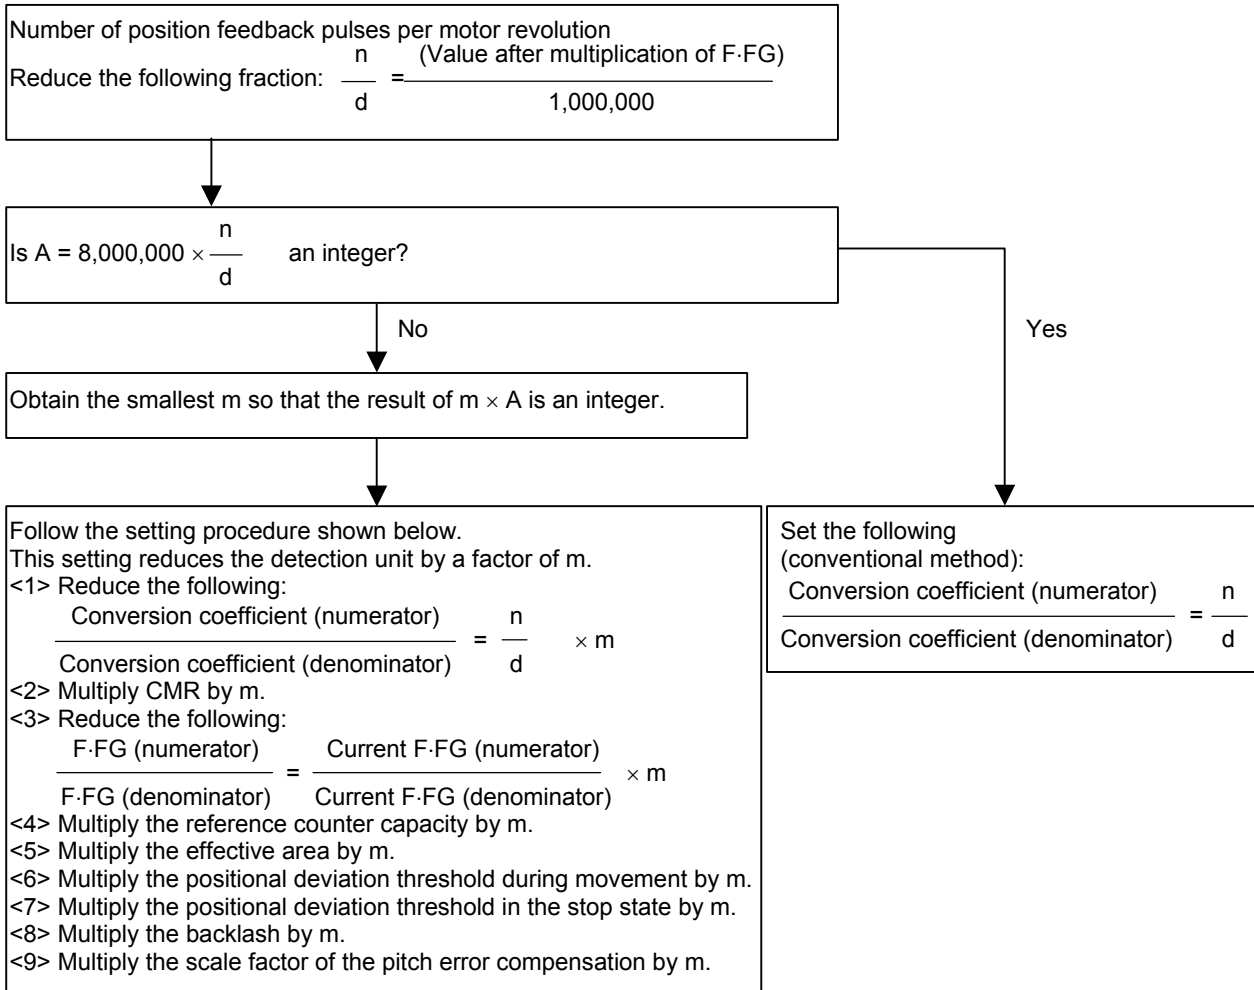 Number of position feedback pulses per motor revolution
Reduce the following fraction: n/d = (Value after multiplication of F·FG)/1,000,000
Is A = 8,000,000 × n/d an integer?
No
Yes
Obtain the smallest m so that the result of m × A is an integer.
Follow the setting procedure shown below.
This setting reduces the detection unit by a factor of m.
<1> Reduce the following:
Conversion coefficient (numerator)/Conversion coefficient (denominator) = n/d × m
<2> Multiply CMR by m.
<3> Reduce the following:
F·FG (numerator)/F·FG (denominator) = Current F·FG (numerator)/Current F·FG (denominator) × m
<4> Multiply the reference counter capacity by m.
<5> Multiply the effective area by m.
<6> Multiply the positional deviation threshold during movement by m.
<7> Multiply the positional deviation threshold in the stop state by m.
<8> Multiply the backlash by m.
<9> Multiply the scale factor of the pitch error compensation by m.
Set the following
(conventional method):
Conversion coefficient (numerator)/Conversion coefficient (denominator) = n/d